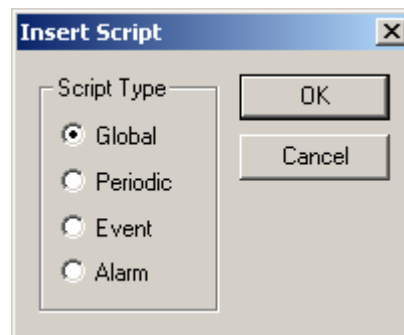 Insert Script
Script Type
Global
Periodic
Event
Alarm
OK
Cancel